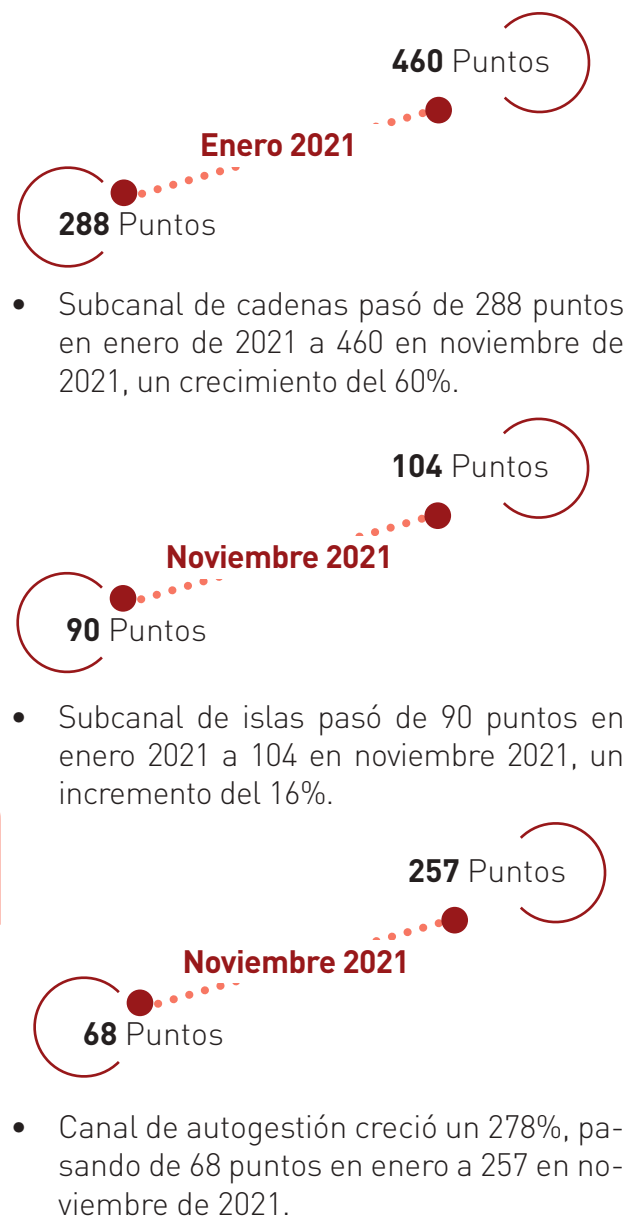 460 Puntos
Enero 2021
288 Puntos
• Subcanal de cadenas pasó de 288 puntos
en enero de 2021 a 460 en noviembre de
2021, un crecimiento del 60%.
104 Puntos
Noviembre 2021
90 Puntos
• Subcanal de islas pasó de 90 puntos en
enero 2021 a 104 en noviembre 2021, un
incremento del 16%.
257 Puntos
Noviembre 2021
68 Puntos
• Canal de autogestión creció un 278%, pa-
sando de 68 puntos en enero a 257 en no-
viembre de 2021.